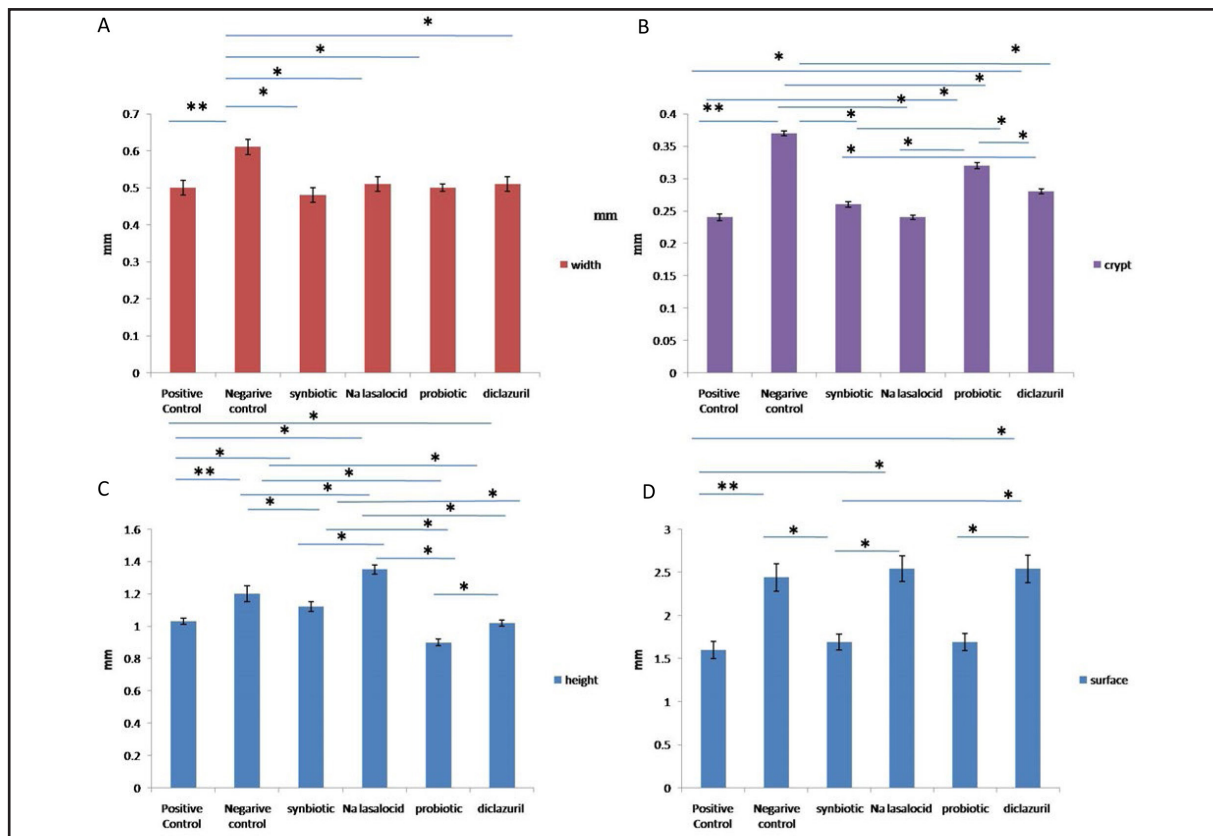 A
*
*
*
**
*
0.7
0.6
0.5
0.4
0.3
0.2
0.1
0
mm
width
Positive Control
Negarive control
synbiotic
Na lasalocid
probiotic
diclazuril
B
*
*
*
*
**
*
*
*
*
*
*
0.4
0.35
0.3
0.25
0.2
0.15
0.1
0.05
0
mm
mm
crypt
Positive Control
Negarive control
synbiotic
Na lasalocid
probiotic
diclazuril
C
*
*
*
*
**
*
*
*
*
*
*
*
*
*
1.6
1.4
1.2
1
0.8
0.6
0.4
0.2
0
mm
height
Positive Control
Negarive control
synbiotic
Na lasalocid
probiotic
diclazuril
D
*
*
**
*
*
*
*
3
2.5
2
1.5
1
0.5
0
mm
surface
Positive Control
Negarive control
synbiotic
Na lasalocid
probiotic
diclazuril